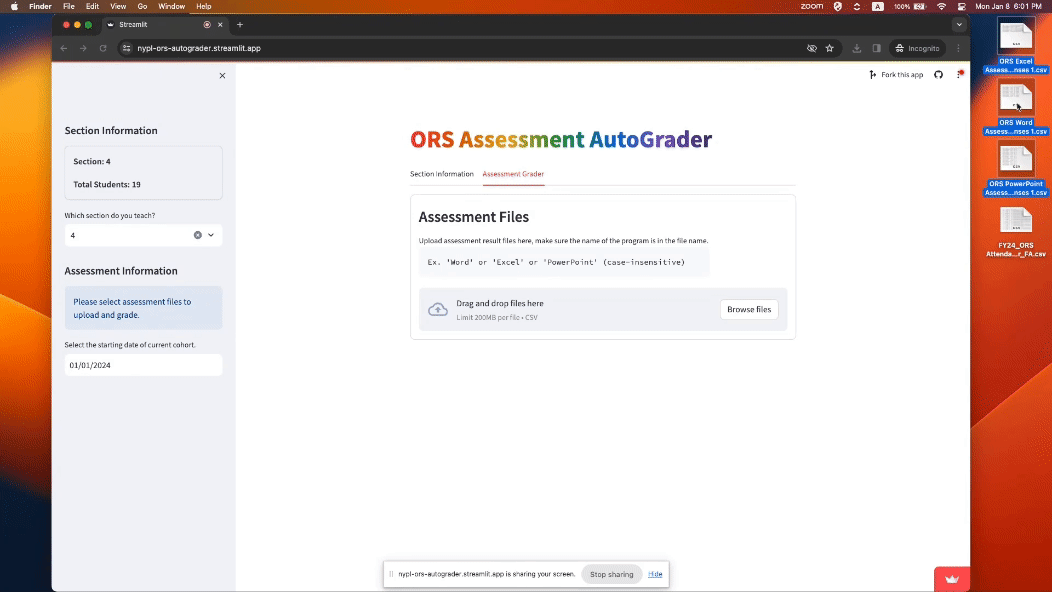 Finder File Edit View Go Window Help
zoom A 100% Mon Jan 8 6:01 PM
Streamlit
nypl-ors-autograder.streamlit.app
Incognito
Fork this app
Section Information
Section: 4
Total Students: 19
Which section do you teach?
4
Assessment Information
Please select assessment files to
upload and grade.
Select the starting date of current cohort.
01/01/2024
ORS Assessment AutoGrader
Section Information Assessment Grader
Assessment Files
Upload assessment result files here, make sure the name of the program is in the file name.
Ex. 'Word' or 'Excel' or 'PowerPoint' (case-insensitive)
Drag and drop files here
Limit 200MB per file • CSV
Browse files
nypl-ors-autograder.streamlit.app is sharing your screen.
Stop sharing
Hide
ORS Excel
Assess...nses 1.csv
ORS Word
Assess...nses 1.csv
ORS PowerPoint
Assess...nses 1.csv
FY24_ORS
Attenda...r_FA.csv